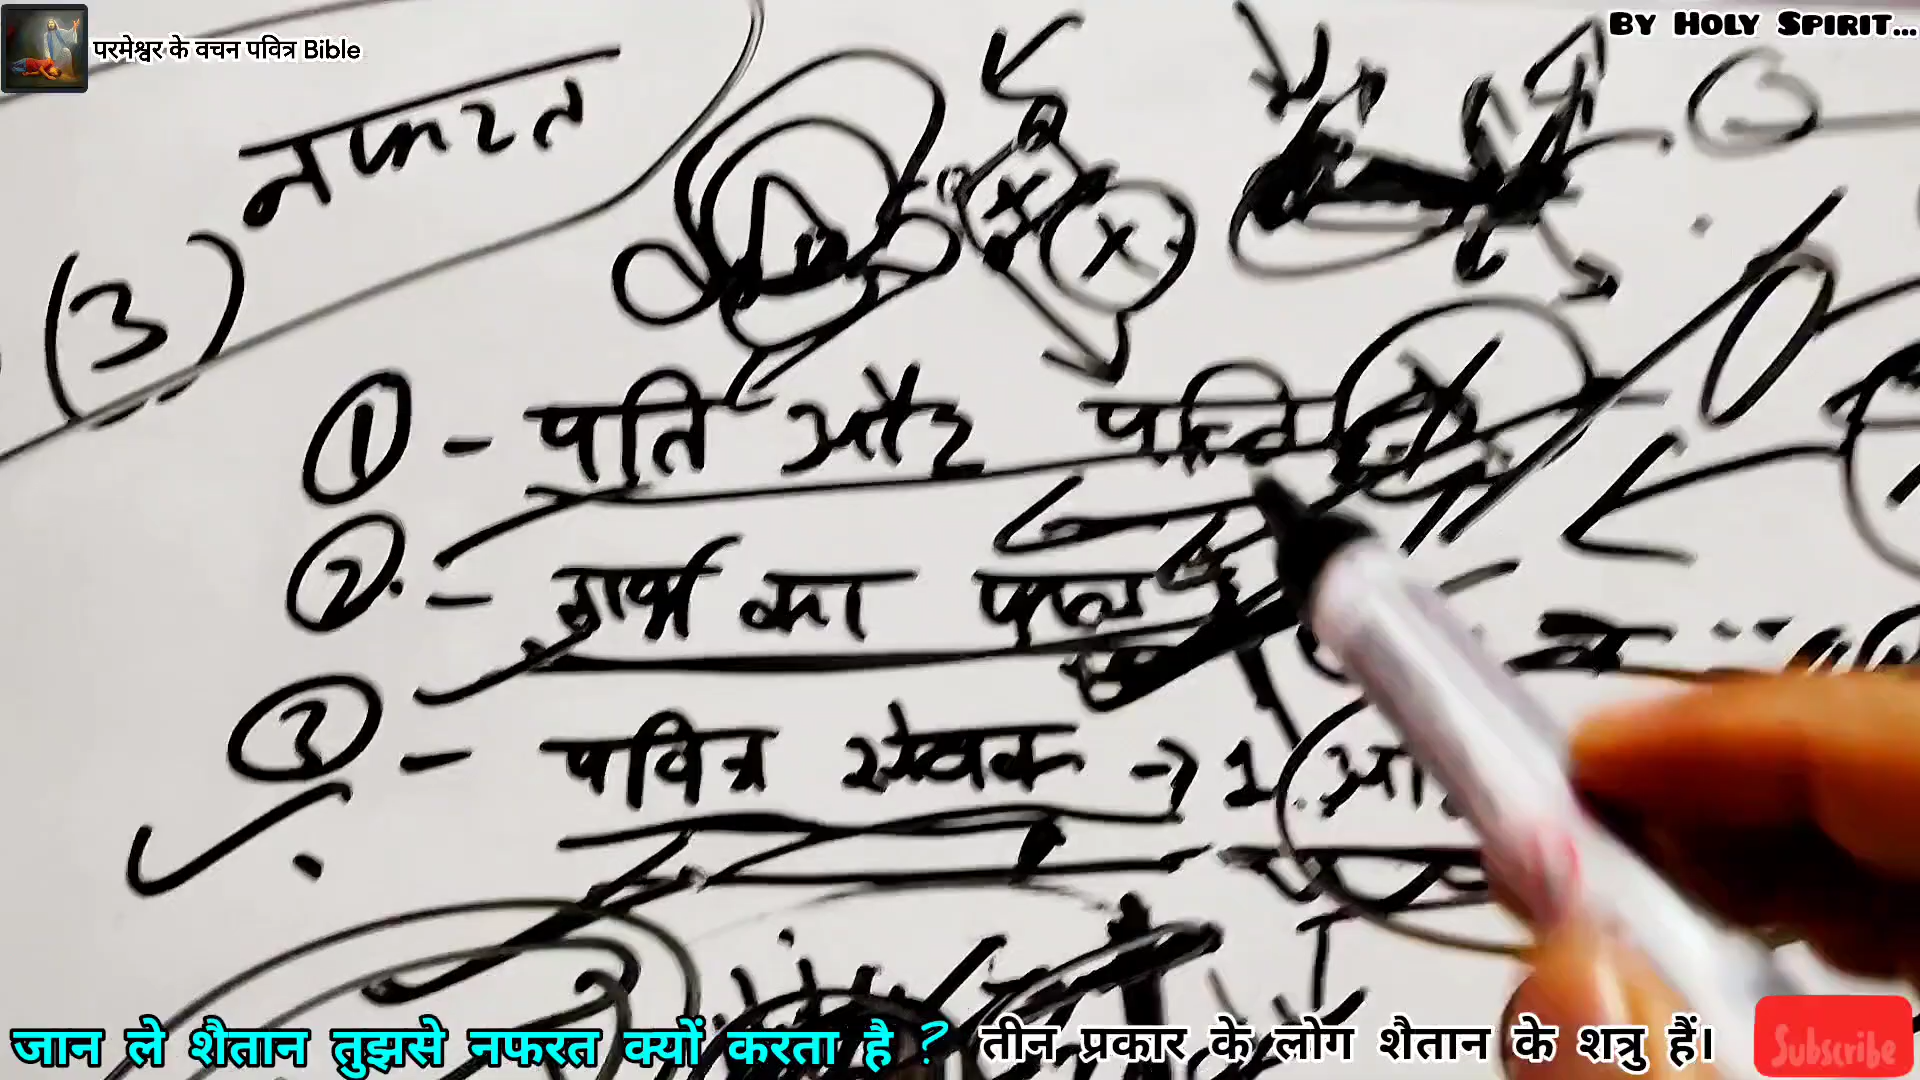 परमेश्वर के वचन पवित्र Bible
By Holy Spirit...
(3) नफरत
① - पति और पत्नि
② - गर्भ का फल
③ - पवित्र सेवक → 1.
जान ले शैतान तुझसे नफरत क्यों करता है ? तीन प्रकार के लोग शैतान के शत्रु हैं।
Subscribe